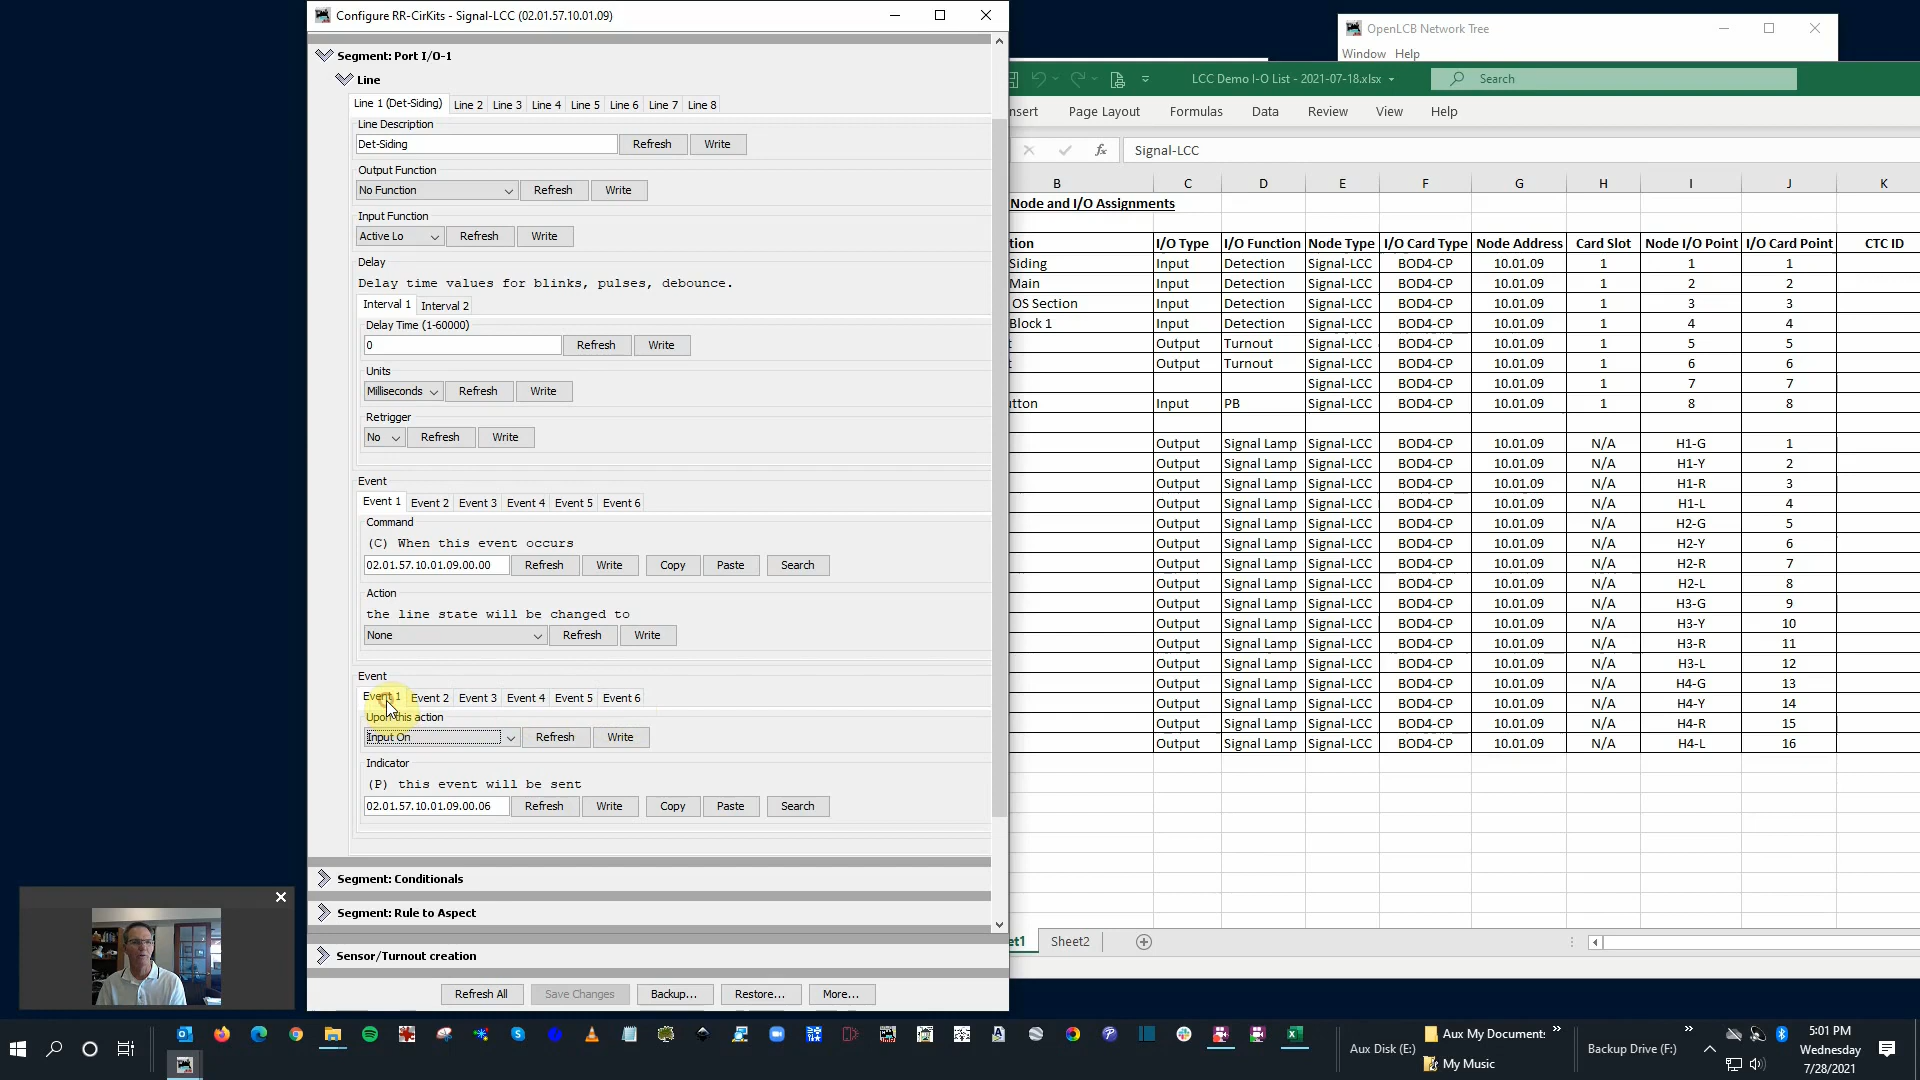 Configure RR-CirKits - Signal-LCC (02.01.57.10.01.09)
Segment: Port I/O-1
Line
Line 1 (Det-Siding) Line 2 Line 3 Line 4 Line 5 Line 6 Line 7 Line 8
Line Description
Det-Siding Refresh Write
Output Function
No Function Refresh Write
Input Function
Active Lo Refresh Write
Delay
Delay time values for blinks, pulses, debounce.
Interval 1 Interval 2
Delay Time (1-60000)
0 Refresh Write
Units
Milliseconds Refresh Write
Retrigger
No Refresh Write
Event
Event 1 Event 2 Event 3 Event 4 Event 5 Event 6
Command
(C) When this event occurs
02.01.57.10.01.09.00.00 Refresh Write Copy Paste Search
Action
the line state will be changed to
None Refresh Write
Event
Event 1 Event 2 Event 3 Event 4 Event 5 Event 6
Upon this action
Input On Refresh Write
Indicator
(P) this event will be sent
02.01.57.10.01.09.00.06 Refresh Write Copy Paste Search
Segment: Conditionals
Segment: Rule to Aspect
Sensor/Turnout creation
Refresh All Save Changes Backup... Restore... More...
OpenLCB Network Tree
Window Help
LCC Demo I-O List - 2021-07-18.xlsx Search
nsert Page Layout Formulas Data Review View Help
fx Signal-LCC
B C D E F G H I J K
Node and I/O Assignments
tion I/O Type I/O Function Node Type I/O Card Type Node Address Card Slot Node I/O Point I/O Card Point CTC ID
Siding Input Detection Signal-LCC BOD4-CP 10.01.09 1 1 1
Main Input Detection Signal-LCC BOD4-CP 10.01.09 1 2 2
OS Section Input Detection Signal-LCC BOD4-CP 10.01.09 1 3 3
Block 1 Input Detection Signal-LCC BOD4-CP 10.01.09 1 4 4
t Output Turnout Signal-LCC BOD4-CP 10.01.09 1 5 5
t Output Turnout Signal-LCC BOD4-CP 10.01.09 1 6 6
Signal-LCC BOD4-CP 10.01.09 1 7 7
utton Input PB Signal-LCC BOD4-CP 10.01.09 1 8 8
Output Signal Lamp Signal-LCC BOD4-CP 10.01.09 N/A H1-G 1
Output Signal Lamp Signal-LCC BOD4-CP 10.01.09 N/A H1-Y 2
Output Signal Lamp Signal-LCC BOD4-CP 10.01.09 N/A H1-R 3
Output Signal Lamp Signal-LCC BOD4-CP 10.01.09 N/A H1-L 4
Output Signal Lamp Signal-LCC BOD4-CP 10.01.09 N/A H2-G 5
Output Signal Lamp Signal-LCC BOD4-CP 10.01.09 N/A H2-Y 6
Output Signal Lamp Signal-LCC BOD4-CP 10.01.09 N/A H2-R 7
Output Signal Lamp Signal-LCC BOD4-CP 10.01.09 N/A H2-L 8
Output Signal Lamp Signal-LCC BOD4-CP 10.01.09 N/A H3-G 9
Output Signal Lamp Signal-LCC BOD4-CP 10.01.09 N/A H3-Y 10
Output Signal Lamp Signal-LCC BOD4-CP 10.01.09 N/A H3-R 11
Output Signal Lamp Signal-LCC BOD4-CP 10.01.09 N/A H3-L 12
Output Signal Lamp Signal-LCC BOD4-CP 10.01.09 N/A H4-G 13
Output Signal Lamp Signal-LCC BOD4-CP 10.01.09 N/A H4-Y 14
Output Signal Lamp Signal-LCC BOD4-CP 10.01.09 N/A H4-R 15
Output Signal Lamp Signal-LCC BOD4-CP 10.01.09 N/A H4-L 16
et1 Sheet2
Aux Disk (E:) Aux My Document: My Music Backup Drive (F:)
5:01 PM
Wednesday
7/28/2021